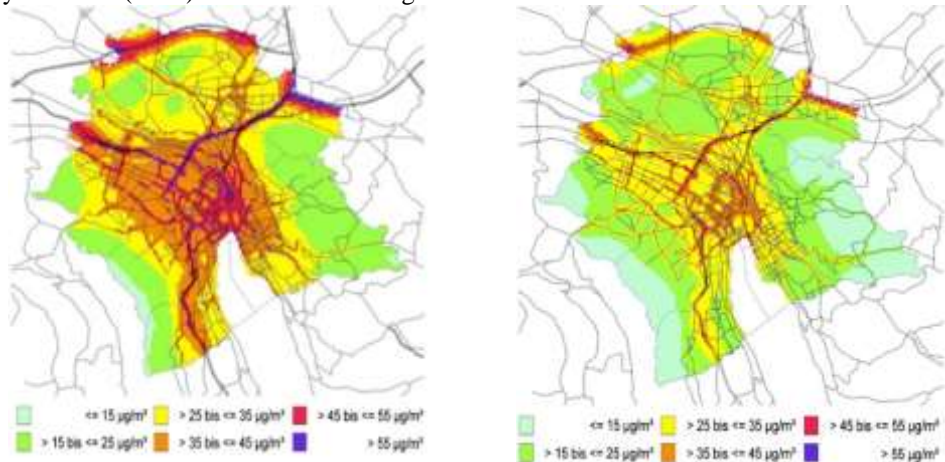 <= 15 µg/m³ > 25 bis <= 35 µg/m³ > 45 bis <= 55 µg/m³
> 15 bis <= 25 µg/m³ > 35 bis <= 45 µg/m³ > 55 µg/m³
<= 15 µg/m³ > 25 bis <= 35 µg/m³ > 45 bis <= 55 µg/m³
> 15 bis <= 25 µg/m³ > 35 bis <= 45 µg/m³ > 55 µg/m³